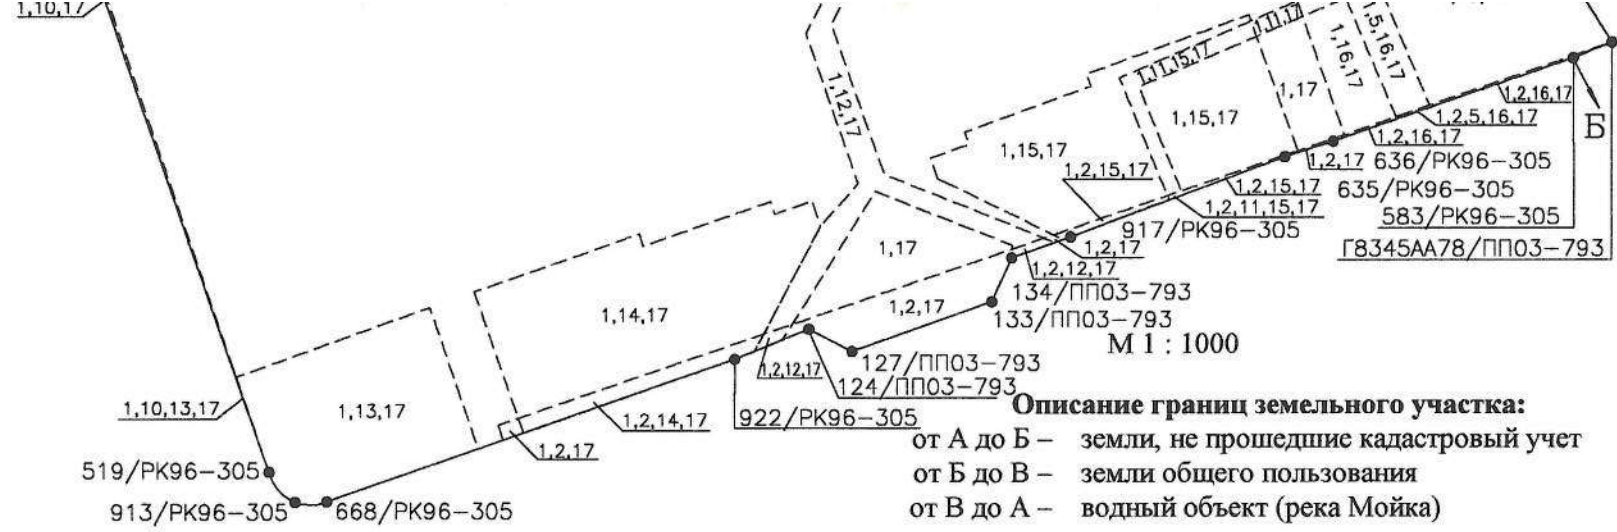 1,10,17
1,12,17
1,11,15,17
1,11,17
1,5,16,17
1,16,17
1,17
1,15,17
1,15,17
1,2,16,17
1,2,5,16,17
Б
1,2,16,17
1,2,17
636/РК96-305
1,2,15,17
1,2,15,17
635/РК96-305
1,2,11,15,17
583/РК96-305
917/РК96-305
1,2,17
Г8345АА78/ПП03-793
1,17
1,2,12,17
134/ПП03-793
1,2,17
133/ПП03-793
1,14,17
М 1 : 1000
127/ПП03-793
1,2,12,17
124/ПП03-793
1,10,13,17
1,13,17
1,2,14,17
922/РК96-305
1,2,17
Описание границ земельного участка:
от А до Б – земли, не прошедшие кадастровый учет
от Б до В – земли общего пользования
от В до А – водный объект (река Мойка)
519/РК96-305
913/РК96-305
668/РК96-305